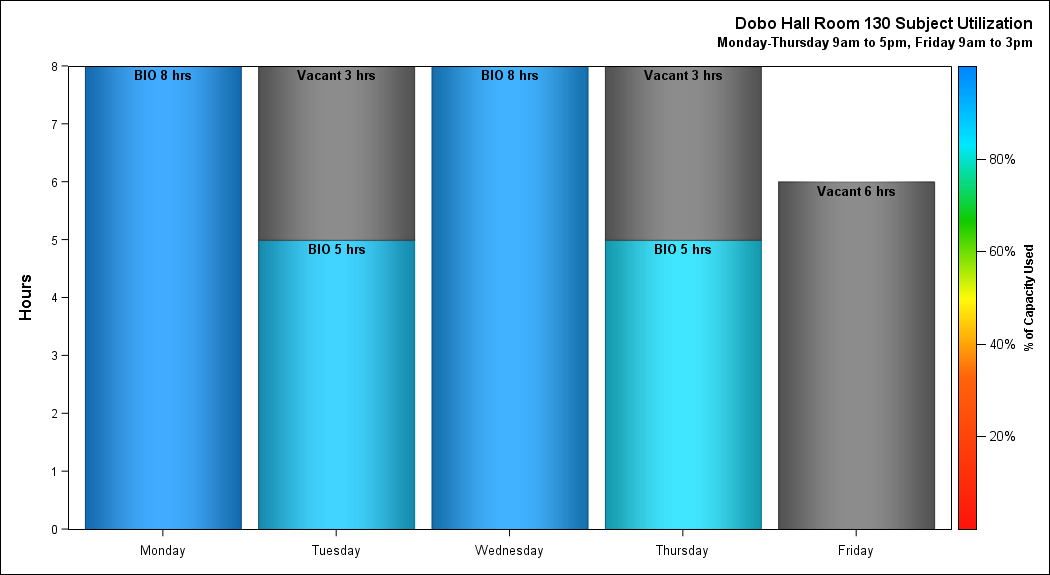 Dobo Hall Room 130 Subject Utilization
Monday-Thursday 9am to 5pm, Friday 9am to 3pm
8
7
6
5
4
3
2
1
0
Hours
BIO 8 hrs
Vacant 3 hrs
BIO 8 hrs
Vacant 3 hrs
Vacant 6 hrs
BIO 5 hrs
BIO 5 hrs
Monday
Tuesday
Wednesday
Thursday
Friday
80%
60%
40%
20%
% of Capacity Used